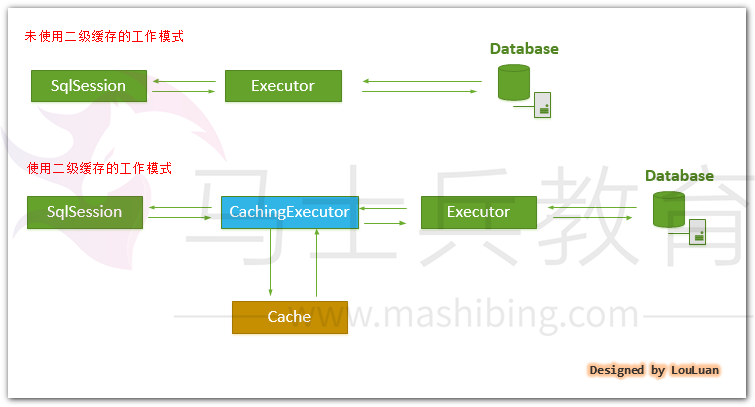 未使用二级缓存的工作模式
Database
SqlSession
Executor
使用二级缓存的工作模式
Database
SqlSession
CachingExecutor
Executor
马士兵教育
Cache
www.mashibing.com
Designed by LouLuan